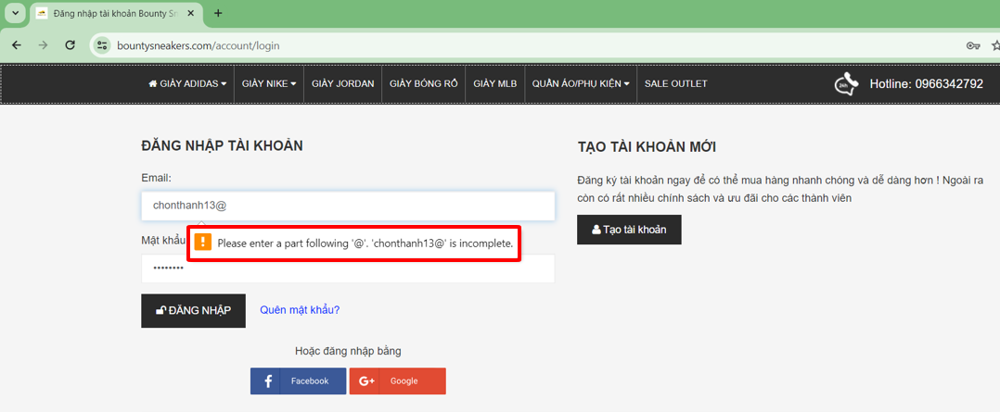 Đăng nhập tài khoản Bounty Sn
bountysneakers.com/account/login
GIÀY ADIDAS GIÀY NIKE GIÀY JORDAN GIÀY BÓNG RỔ GIÀY MLB QUẦN ÁO/PHỤ KIỆN SALE OUTLET 24h Hotline: 0966342792
ĐĂNG NHẬP TÀI KHOẢN
Email:
chonthanh13@
Please enter a part following '@'. 'chonthanh13@' is incomplete.
Mật khẩu
••••••••
ĐĂNG NHẬP Quên mật khẩu?
Hoặc đăng nhập bằng
Facebook G+ Google
TẠO TÀI KHOẢN MỚI
Đăng ký tài khoản ngay để có thể mua hàng nhanh chóng và dễ dàng hơn ! Ngoài ra
còn có rất nhiều chính sách và ưu đãi cho các thành viên
Tạo tài khoản